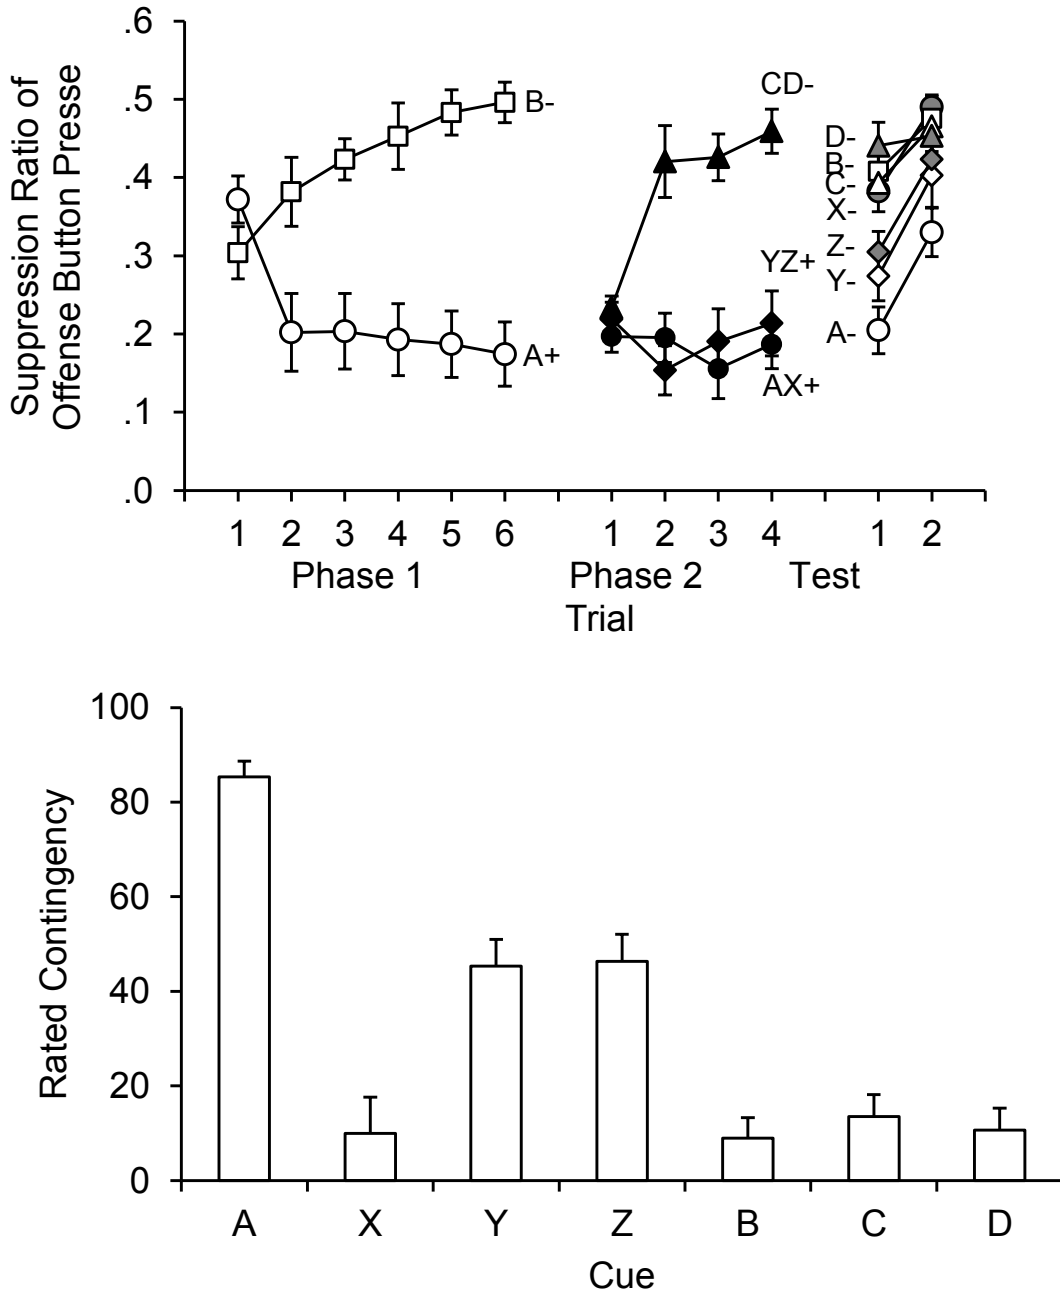 Suppression Ratio of
Offense Button Presse
.6
.5
.4
.3
.2
.1
.0
B-
A+
CD-
YZ+
AX+
D-
B-
C-
X-
Z-
Y-
A-
1 2 3 4 5 6 1 2 3 4 1 2
Phase 1 Phase 2 Test
Trial
Rated Contingency
100
80
60
40
20
0
A X Y Z B C D
Cue